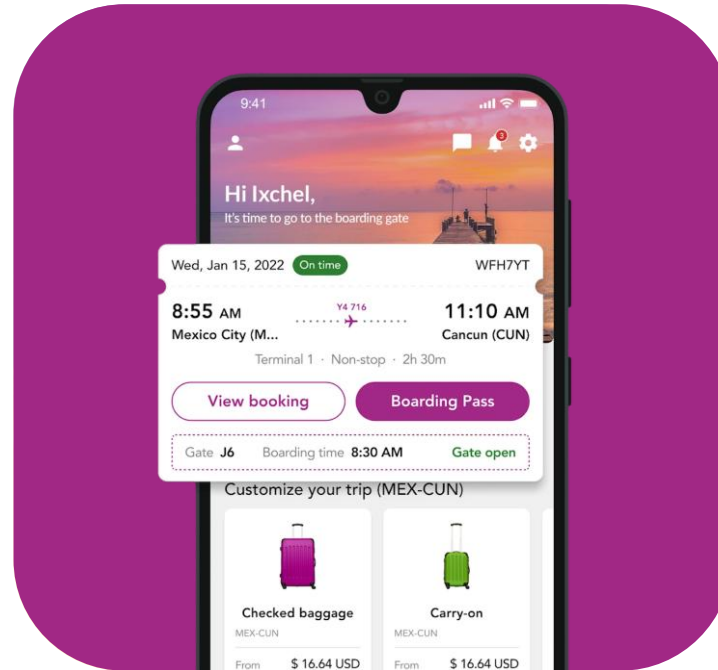 9:41
3
Hi Ixchel,
It's time to go to the boarding gate
Wed, Jan 15, 2022 On time WFH7YT
8:55 AM Y4 716 11:10 AM
Mexico City (M... Cancun (CUN)
Terminal 1 · Non-stop · 2h 30m
View booking Boarding Pass
Gate J6 Boarding time 8:30 AM Gate open
Customize your trip (MEX-CUN)
Checked baggage Carry-on
MEX-CUN MEX-CUN
From $ 16.64 USD From $ 16.64 USD